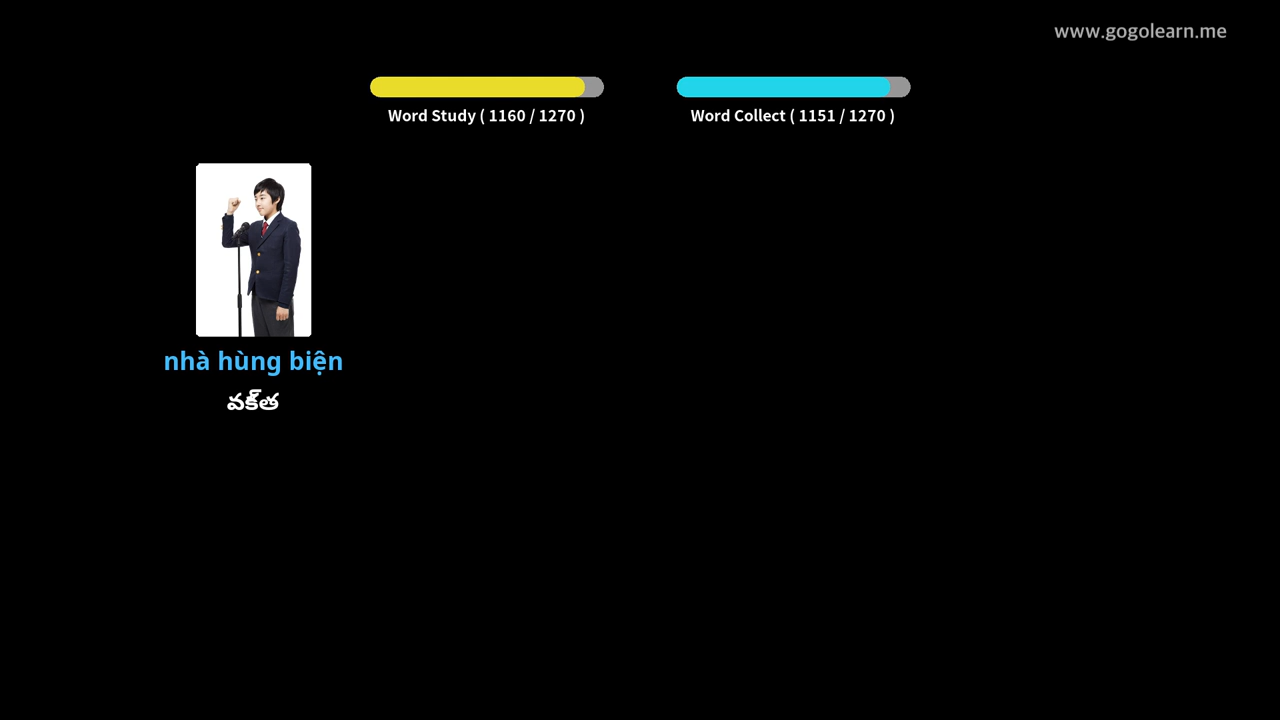 www.gogolearn.me
Word Study ( 1160 / 1270 )
Word Collect ( 1151 / 1270 )
nhà hùng biện
వక్త